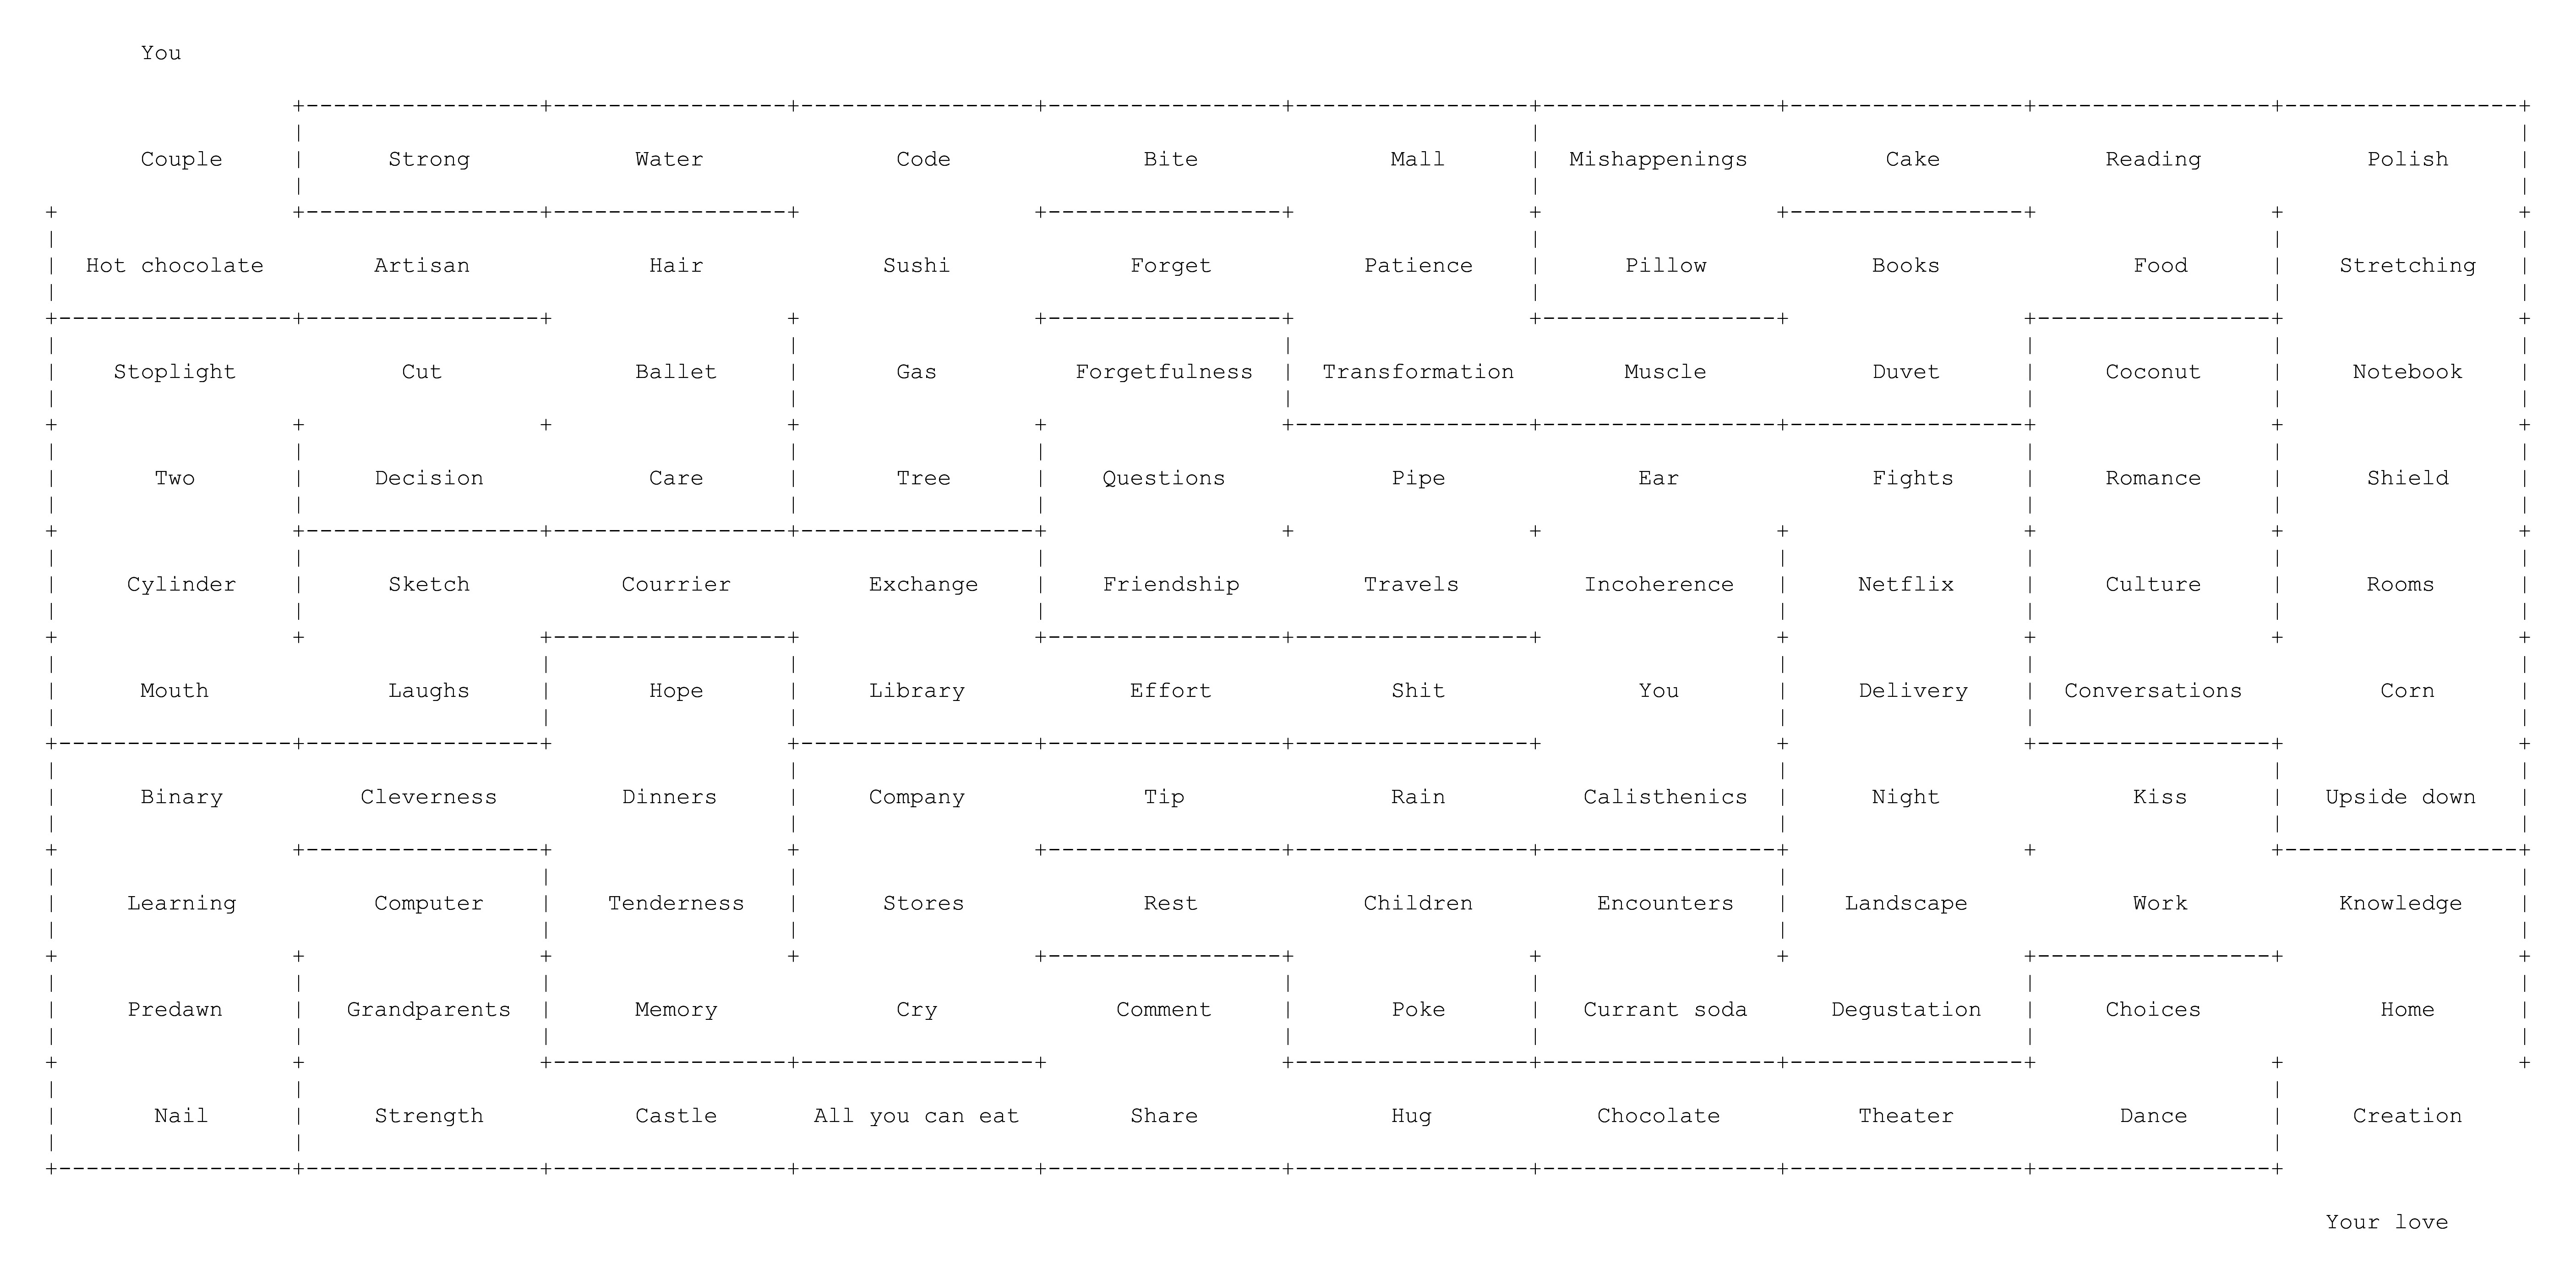 You
Couple Strong Water Code Bite Mall Mishappenings Cake Reading Polish
Hot chocolate Artisan Hair Sushi Forget Patience Pillow Books Food Stretching
Stoplight Cut Ballet Gas Forgetfulness Transformation Muscle Duvet Coconut Notebook
Two Decision Care Tree Questions Pipe Ear Fights Romance Shield
Cylinder Sketch Courrier Exchange Friendship Travels Incoherence Netflix Culture Rooms
Mouth Laughs Hope Library Effort Shit You Delivery Conversations Corn
Binary Cleverness Dinners Company Tip Rain Calisthenics Night Kiss Upside down
Learning Computer Tenderness Stores Rest Children Encounters Landscape Work Knowledge
Predawn Grandparents Memory Cry Comment Poke Currant soda Degustation Choices Home
Nail Strength Castle All you can eat Share Hug Chocolate Theater Dance Creation
Your love